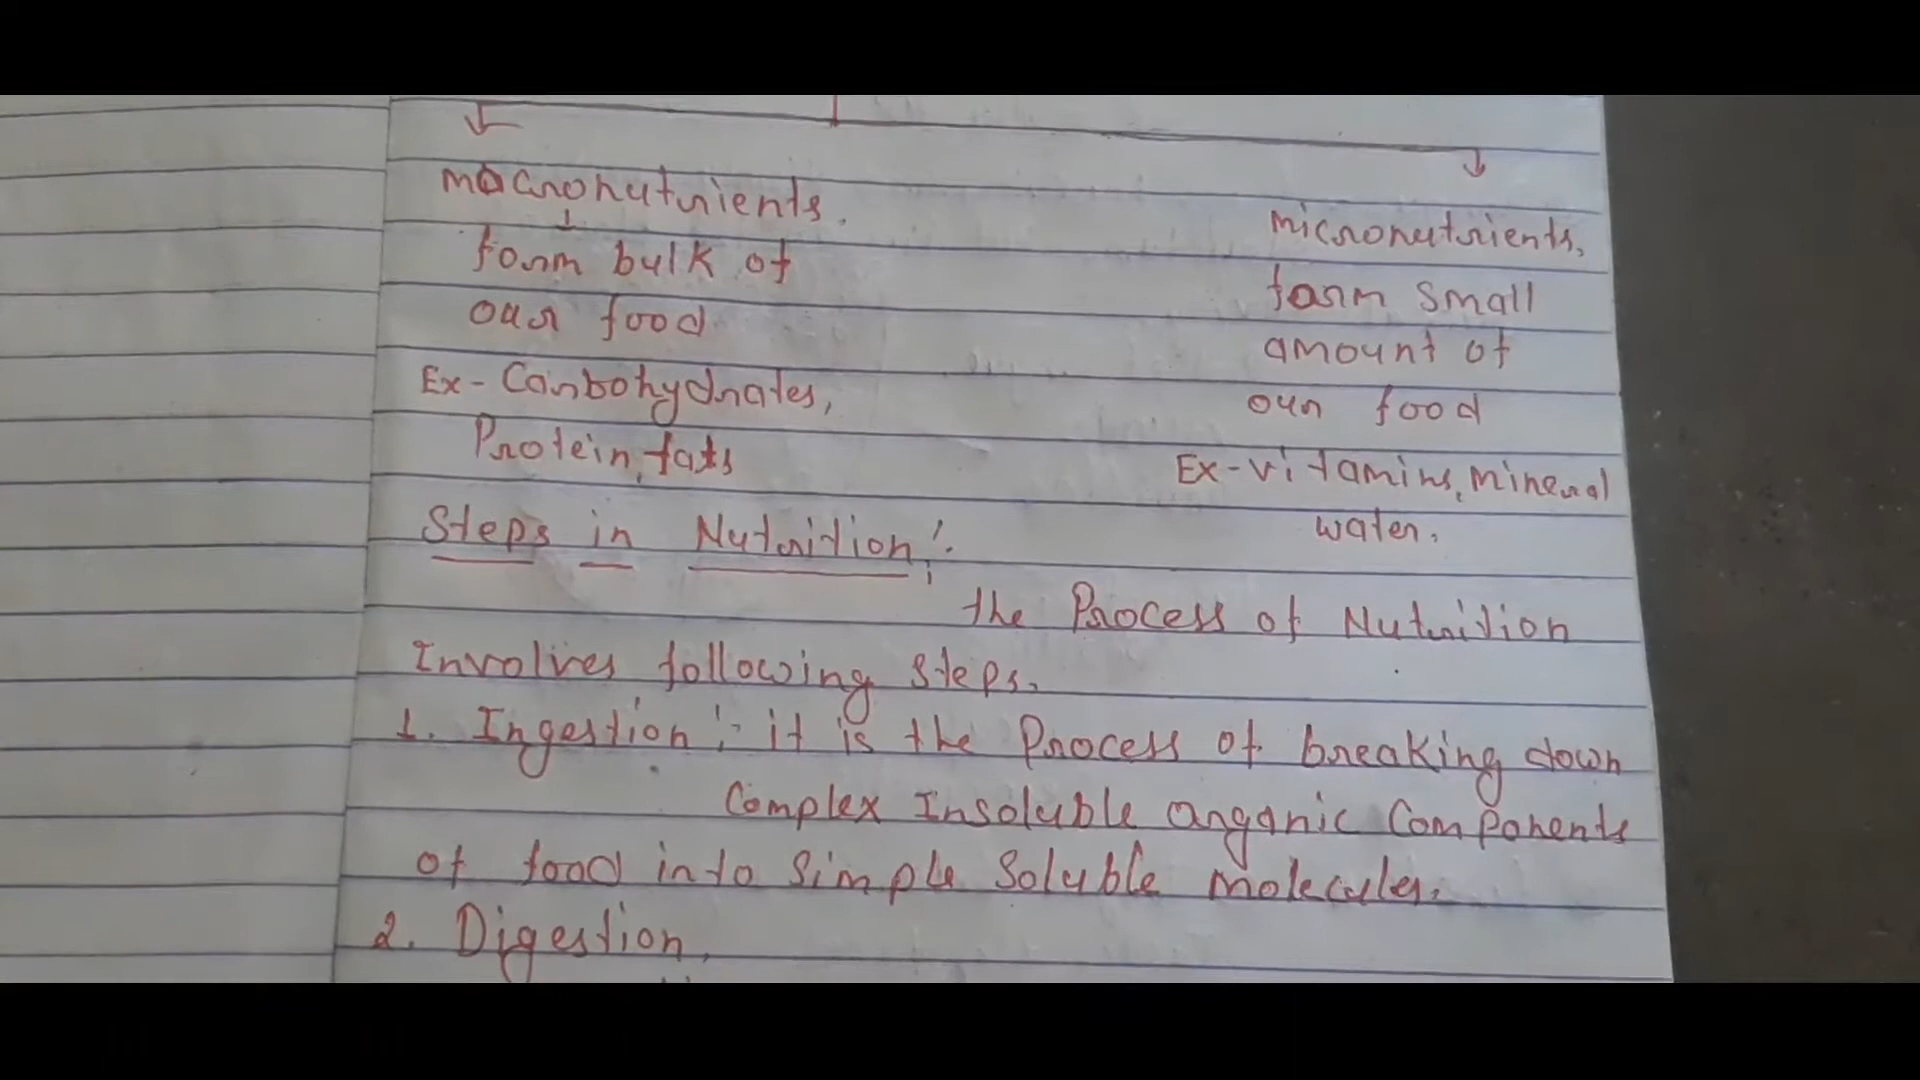 macronutrients.
form bulk of
our food
Ex- Carbohydrates,
Protein, fats
micronutrients,
form small
amount of
our food
Ex-vitamins, mineral
water.
Steps in Nutrition:
the Process of Nutrition
Involves following steps.
1. Ingestion: it is the Process of breaking down
Complex Insoluble organic Components
of food into Simple Soluble molecules.
2. Digestion,